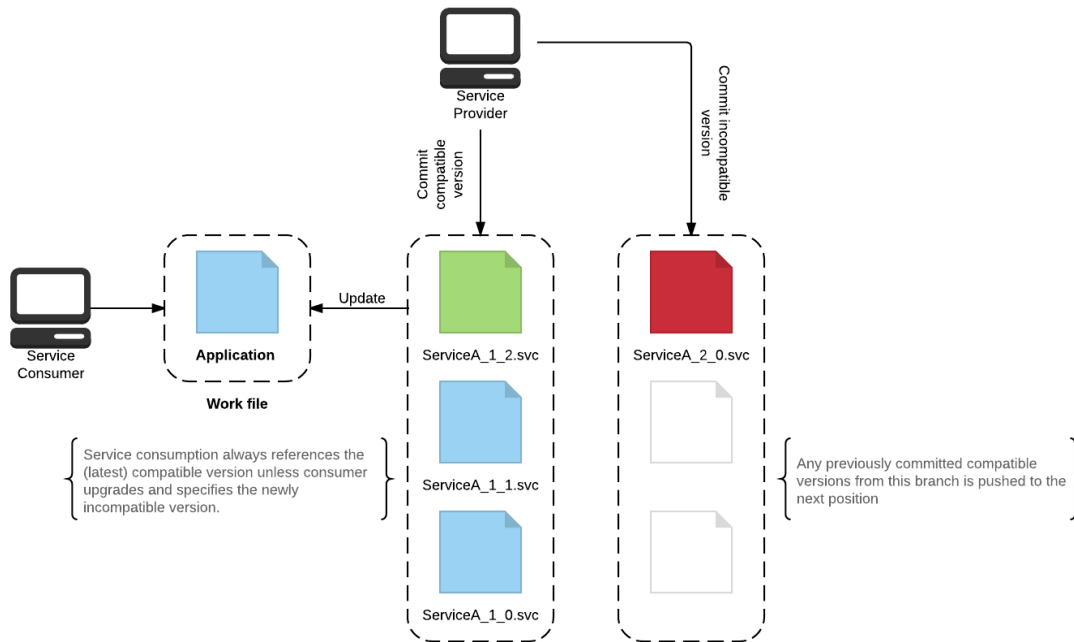 Service
Provider
Commit
compatible
version
Commit incompatible
version
Service
Consumer
Application
Work file
Update
ServiceA_1_2.svc
ServiceA_1_1.svc
ServiceA_1_0.svc
ServiceA_2_0.svc
Service consumption always references the
(latest) compatible version unless consumer
upgrades and specifies the newly
incompatible version.
Any previously committed compatible
versions from this branch is pushed to the
next position